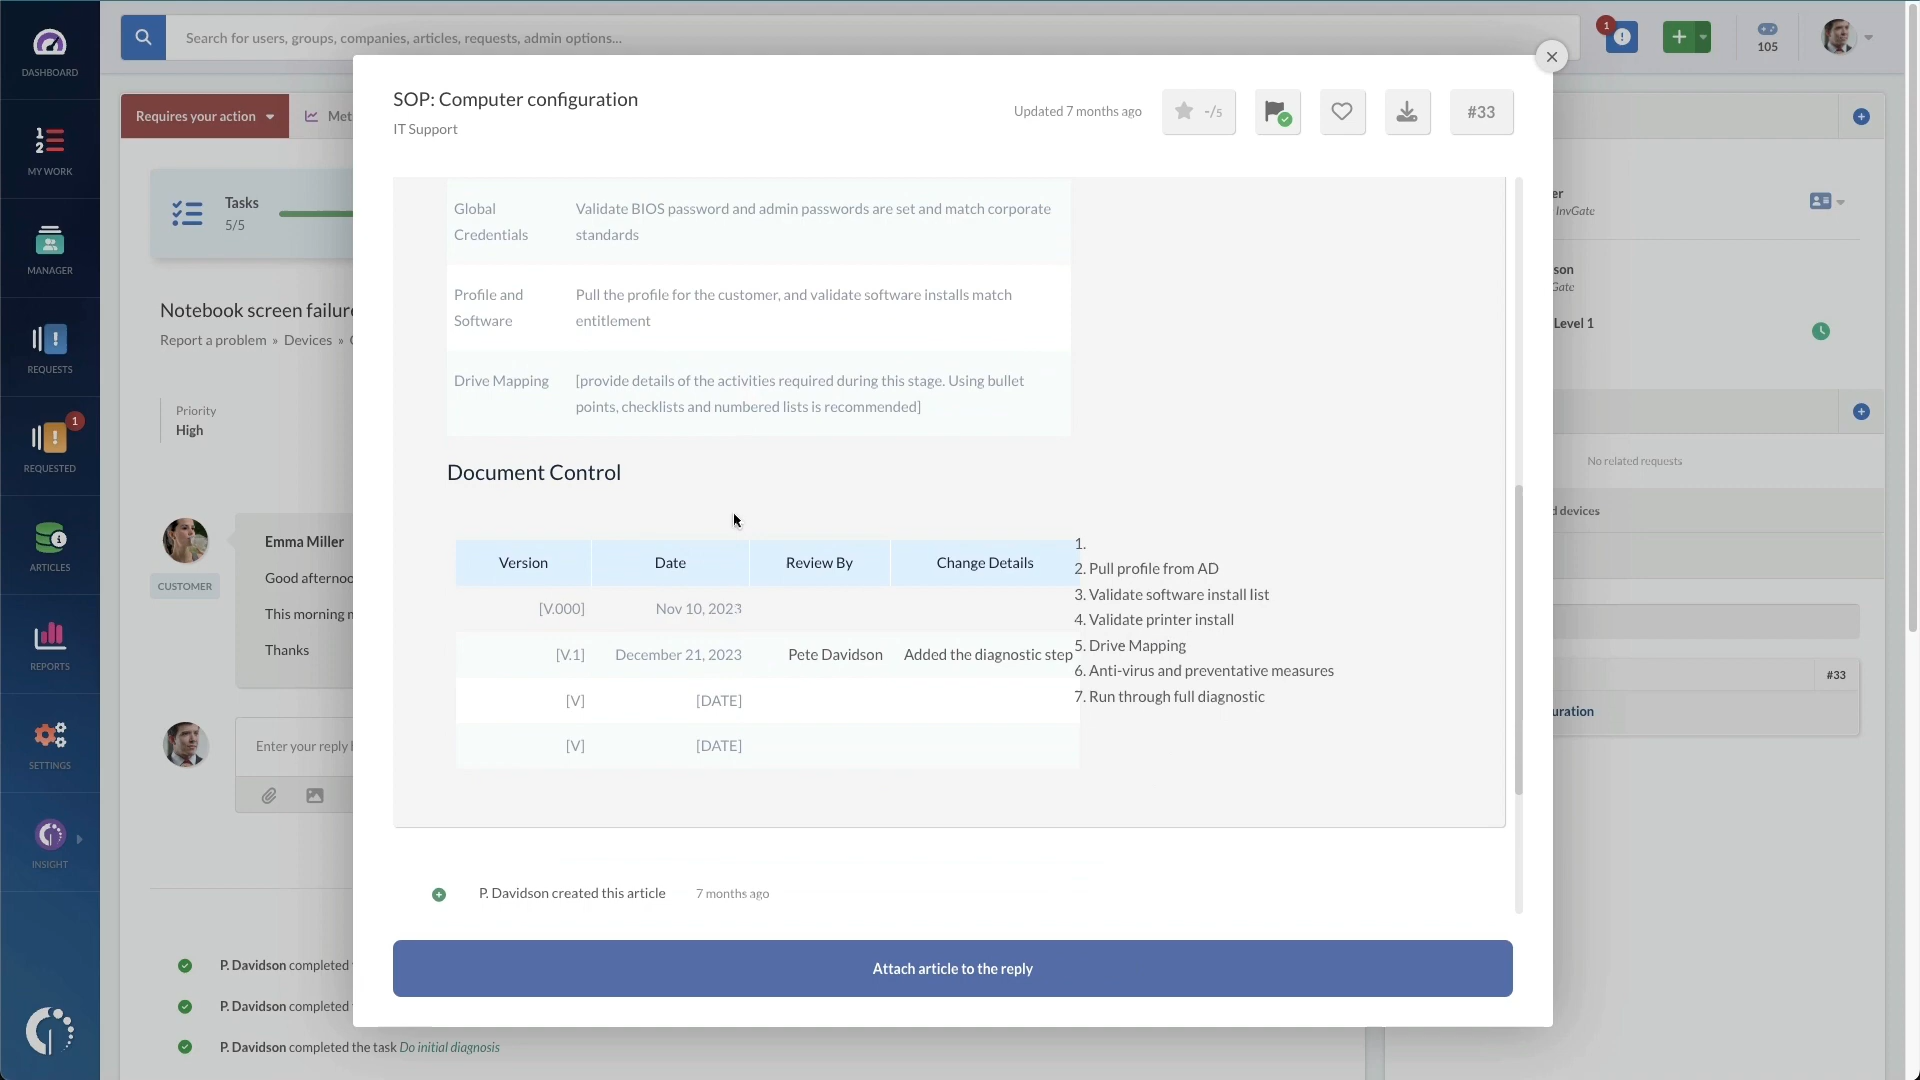 DASHBOARD
MY WORK
MANAGER
REQUESTS
1
REQUESTED
ARTICLES
REPORTS
SETTINGS
INSIGHT
Search for users, groups, companies, articles, requests, admin options...
1
105
Requires your action
Met
Tasks
5/5
Notebook screen failure
Report a problem » Devices »
Priority
High
Emma Miller
CUSTOMER
Good afternoo
This morning m
Thanks
Enter your reply
P. Davidson completed
P. Davidson completed
P. Davidson completed the task Do initial diagnosis
SOP: Computer configuration
IT Support
Updated 7 months ago
-/5
#33
Global Validate BIOS password and admin passwords are set and match corporate
Credentials standards
Profile and Pull the profile for the customer, and validate software installs match
Software entitlement
Drive Mapping [provide details of the activities required during this stage. Using bullet
points, checklists and numbered lists is recommended]
Document Control
Version Date Review By Change Details
[V.000] Nov 10, 2023
[V.1] December 21, 2023 Pete Davidson Added the diagnostic step
[V] [DATE]
[V] [DATE]
1.
2. Pull profile from AD
3. Validate software install list
4. Validate printer install
5. Drive Mapping
6. Anti-virus and preventative measures
7. Run through full diagnostic
P. Davidson created this article 7 months ago
Attach article to the reply
er
InvGate
son
Gate
Level 1
No related requests
d devices
#33
uration